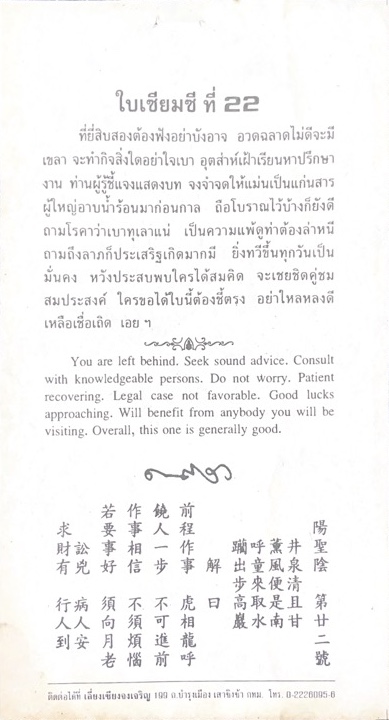 ใบเซียมซี ที่ 22
ที่ยี่สิบสองต้องฟังอย่าบังอาจ อวดฉลาดไม่ดีจะมี
เขลา จะทำกิจสิ่งใดอย่าใจเบา อุตส่าห์เฝ้าเรียนหาปรึกษา
งาน ท่านผู้รู้ชี้แจงแสดงบท จงจำจดให้แม่นเป็นแก่นสาร
ผู้ใหญ่อาบน้ำร้อนมาก่อนกาล ถือโบราณไว้บ้างก็ยังดี
ถามโรคาว่าเบาทุเลาแน่ เป็นความแพ้ดูท่าต้องล่าหนี
ถามถึงลาภก็ประเสริฐเกิดมากมี ยิ่งทวีขึ้นทุกวันเป็น
มั่นคง หวังประสบพบใครได้สมคิด จะเชยชิดคู่ชม
สมประสงค์ ใครขอได้ใบนี้ต้องชี้ตรง อย่าใหลหลงดี
เหลือเชื่อเถิด เอย ฯ
You are left behind. Seek sound advice. Consult
with knowledgeable persons. Do not worry. Patient
recovering. Legal case not favorable. Good lucks
approaching. Will benefit from anybody you will be
visiting. Overall, this one is generally good.
陽聖陰 第廿二號
井泉清且甘
薰風便是南
呼童來取水
出步高巖
解曰
前程作事 虎相龍呼
饒人一步 不可進前
作事相信 不須煩惱
若要事好 須向月老
訟兇 病人安
求財有 行人到
ติดต่อได้ที่ เลี่ยงเซียงจงเจริญ 199 ถ.บำรุงเมือง เสาชิงช้า กทม. โทร. 0-2226095-6